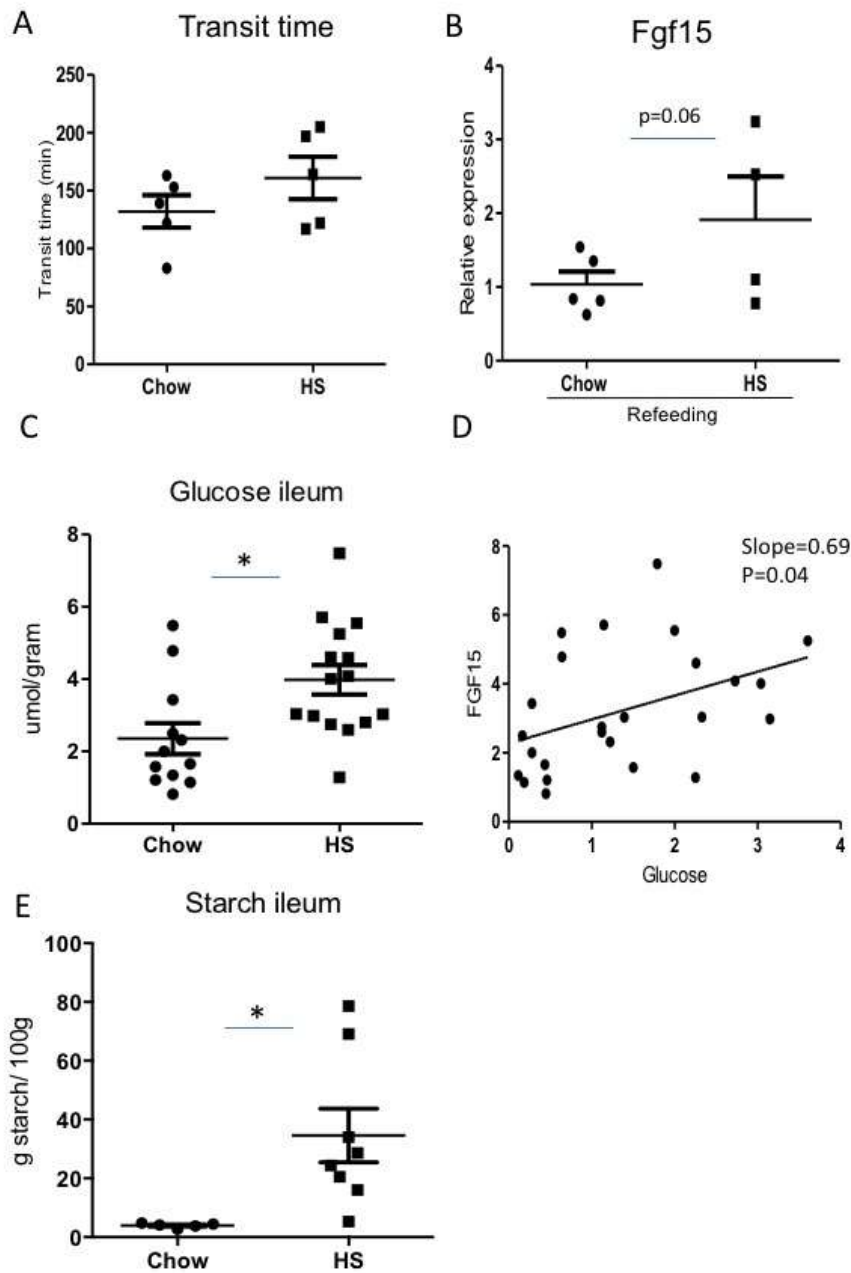 A
Transit time
Transit time (min)
250
200
150
100
50
0
Chow HS
B
Fgf15
Relative expression
4
3
2
1
0
p=0.06
Chow HS
Refeeding
C
Glucose ileum
umol/gram
8
6
4
2
0
*
Chow HS
D
FGF15
8
6
4
2
0
Slope=0.69
P=0.04
0 1 2 3 4
Glucose
E
Starch ileum
g starch/ 100g
100
80
60
40
20
0
*
Chow HS